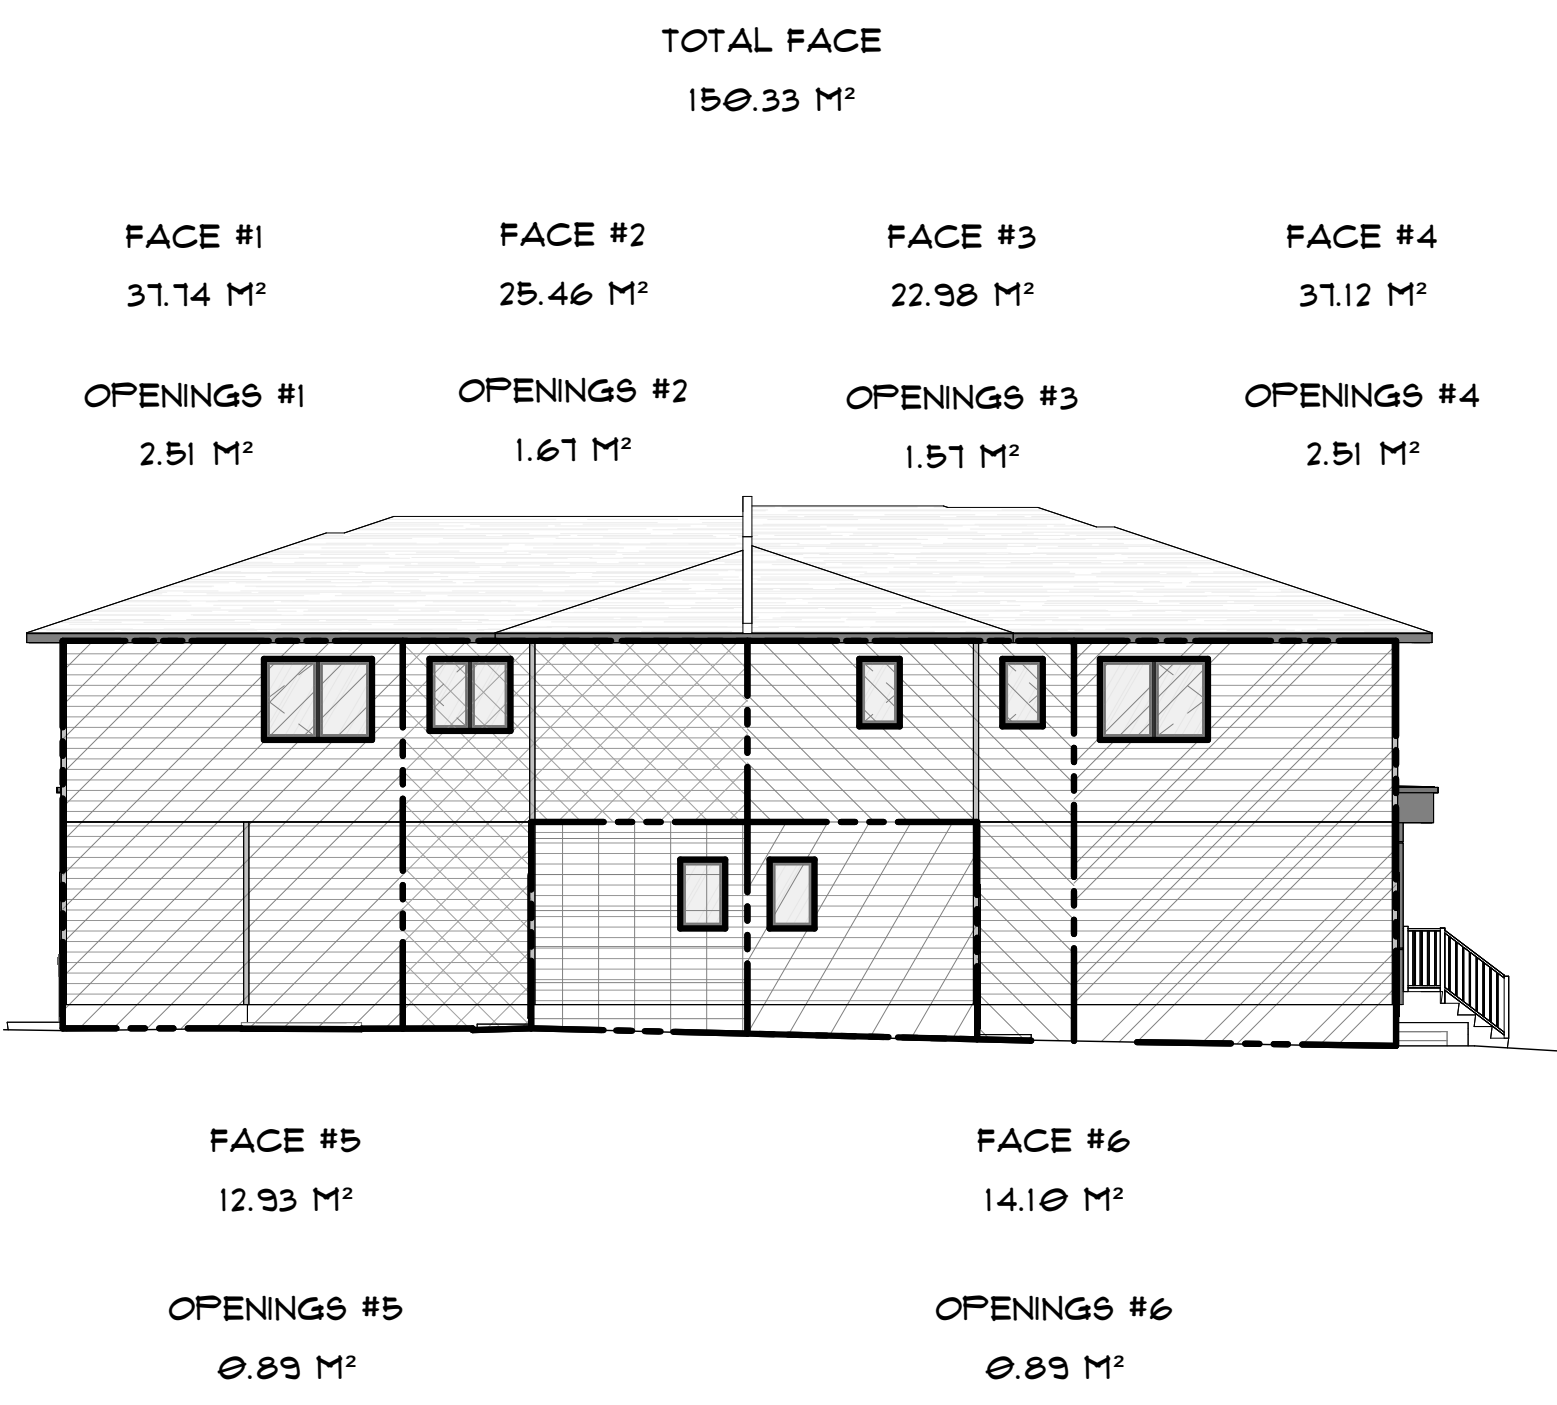 TOTAL FACE
150.33 M²
FACE #1
37.74 M²
OPENINGS #1
2.51 M²
FACE #2
25.46 M²
OPENINGS #2
1.67 M²
FACE #3
22.98 M²
OPENINGS #3
1.57 M²
FACE #4
37.12 M²
OPENINGS #4
2.51 M²
FACE #5
12.93 M²
OPENINGS #5
0.89 M²
FACE #6
14.10 M²
OPENINGS #6
0.89 M²